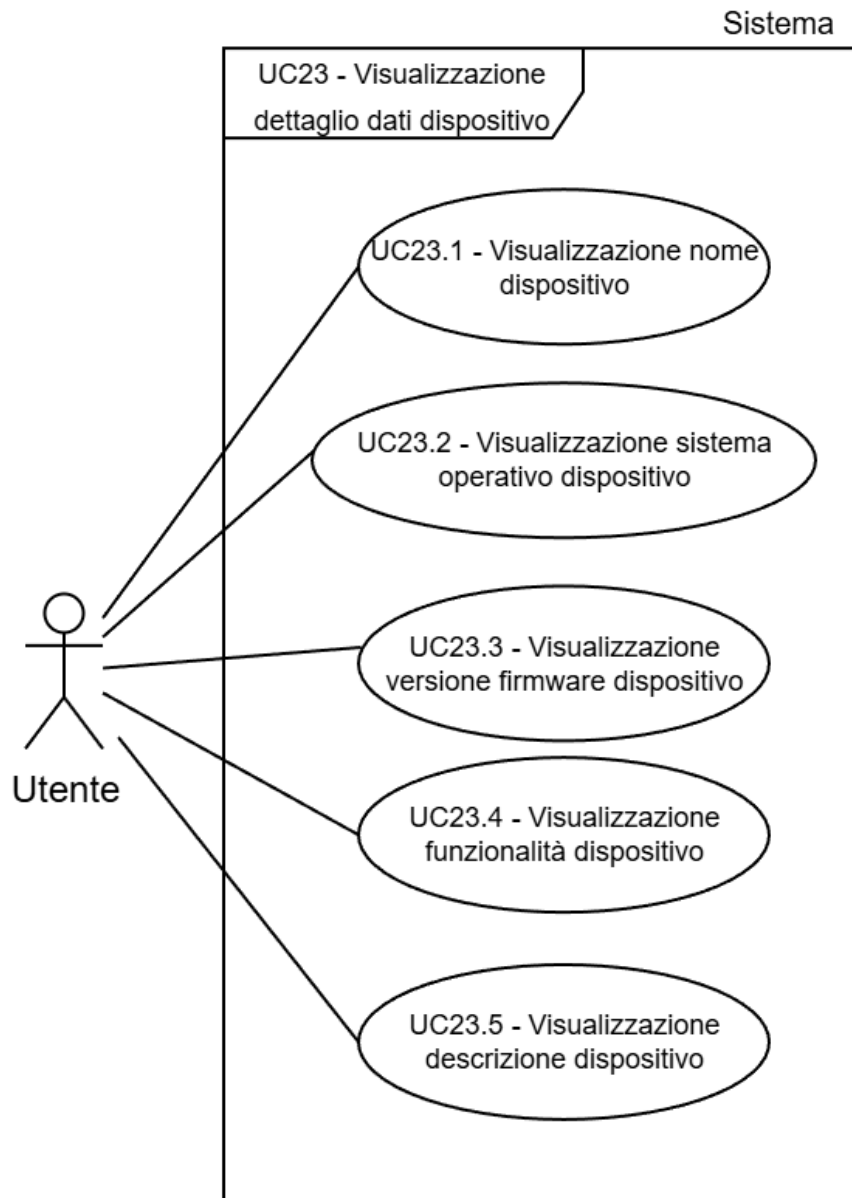 Sistema
UC23 - Visualizzazione
dettaglio dati dispositivo
UC23.1 - Visualizzazione nome
dispositivo
UC23.2 - Visualizzazione sistema
operativo dispositivo
UC23.3 - Visualizzazione
versione firmware dispositivo
Utente
UC23.4 - Visualizzazione
funzionalità dispositivo
UC23.5 - Visualizzazione
descrizione dispositivo